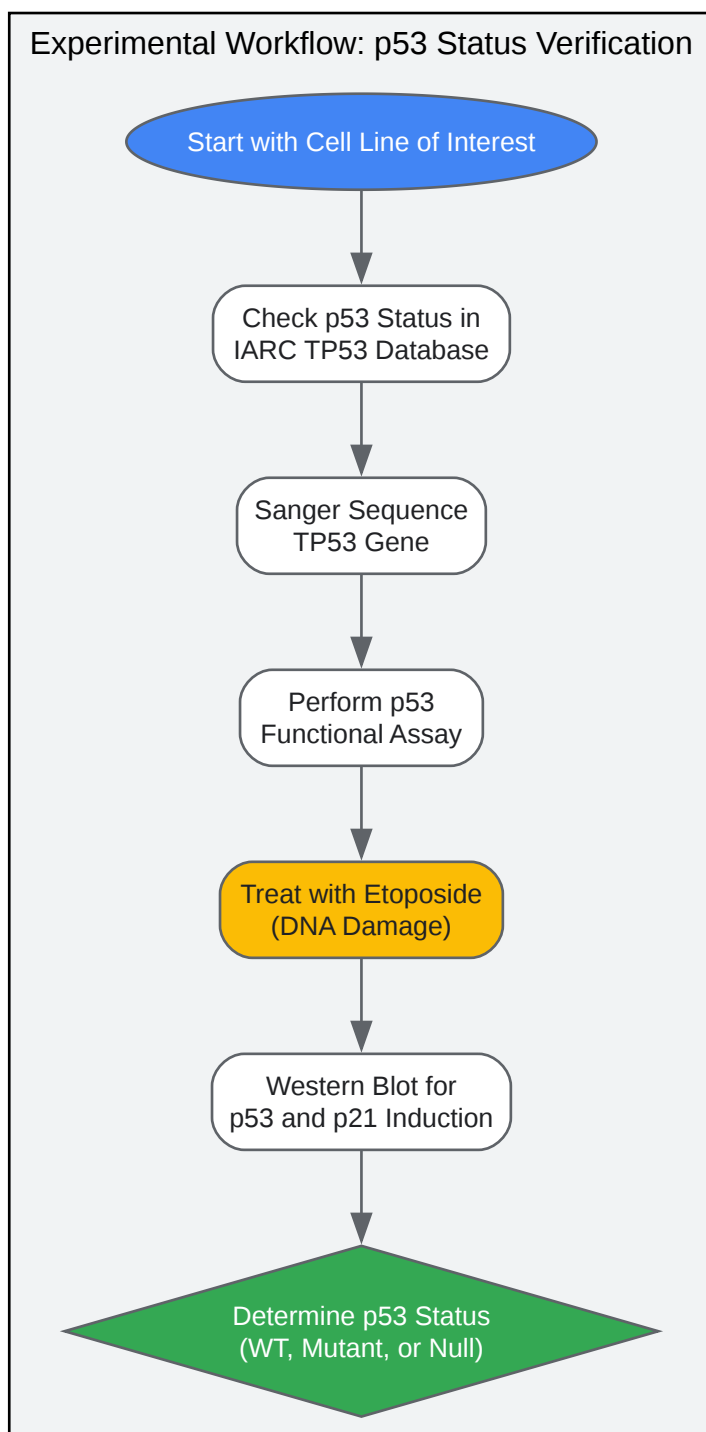 Experimental Workflow: p53 Status Verification
Start with Cell Line of Interest
Check p53 Status in
IARC TP53 Database
Sanger Sequence
TP53 Gene
Perform p53
Functional Assay
Treat with Etoposide
(DNA Damage)
Western Blot for
p53 and p21 Induction
Determine p53 Status
(WT, Mutant, or Null)